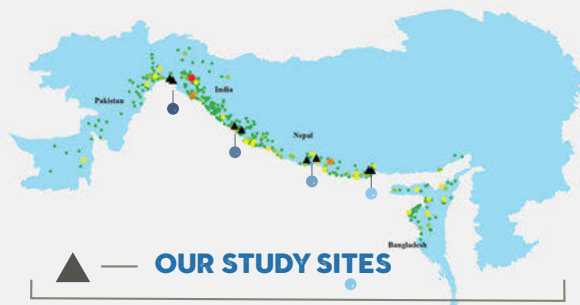 Pakistan
India
Nepal
Bangladesh
OUR STUDY SITES